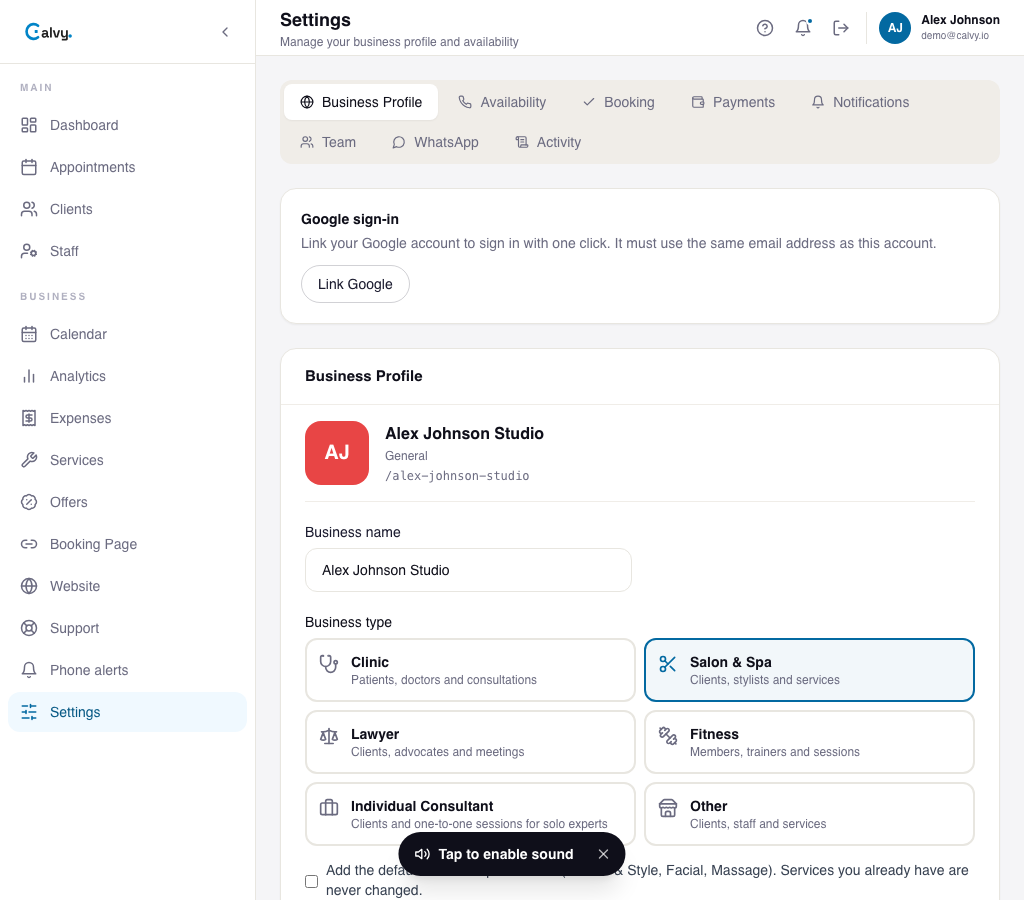 Calvy.
MAIN
Dashboard
Appointments
Clients
Staff
BUSINESS
Calendar
Analytics
Expenses
Services
Offers
Booking Page
Website
Support
Phone alerts
Settings
Settings
Manage your business profile and availability
AJ
Alex Johnson
demo@calvy.io
Business Profile
Availability
Booking
Payments
Notifications
Team
WhatsApp
Activity
Google sign-in
Link your Google account to sign in with one click. It must use the same email address as this account.
Link Google
Business Profile
AJ
Alex Johnson Studio
General
/alex-johnson-studio
Business name
Alex Johnson Studio
Business type
Clinic
Patients, doctors and consultations
Salon & Spa
Clients, stylists and services
Lawyer
Clients, advocates and meetings
Fitness
Members, trainers and sessions
Individual Consultant
Clients and one-to-one sessions for solo experts
Other
Clients, staff and services
Tap to enable sound
Add the & Style, Facial, Massage). Services you already have are
never changed.